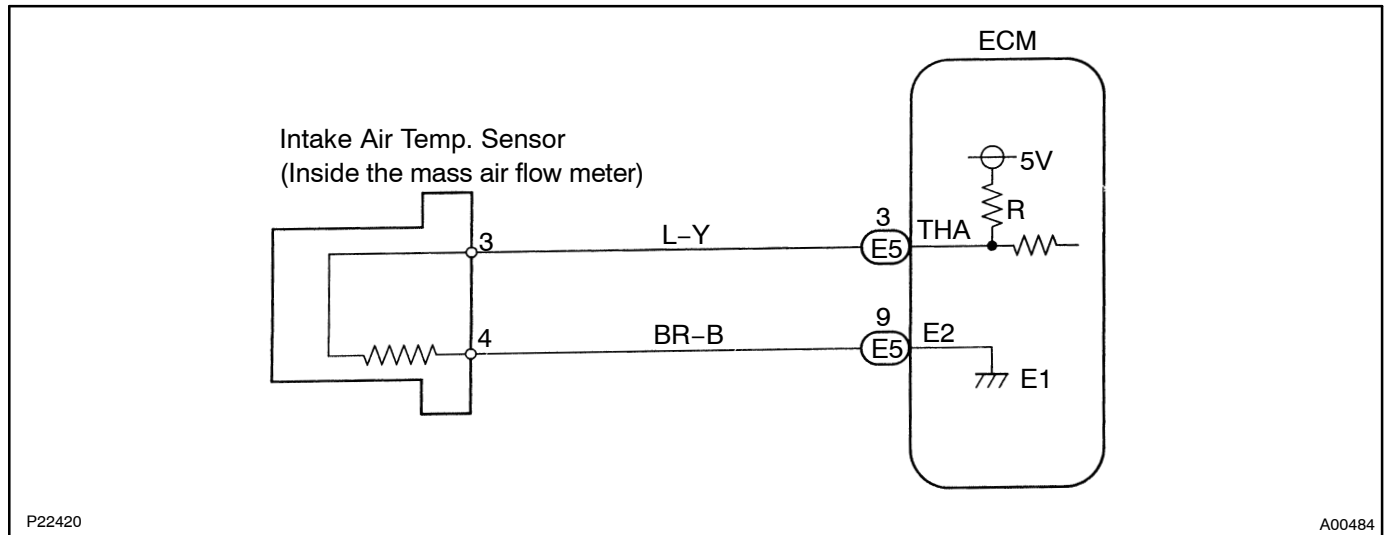 ECM
Intake Air Temp. Sensor
(Inside the mass air flow meter)
5V
R
3
L−Y
3
E5
THA
4
BR−B
9
E5
E2
E1
P22420
A00484